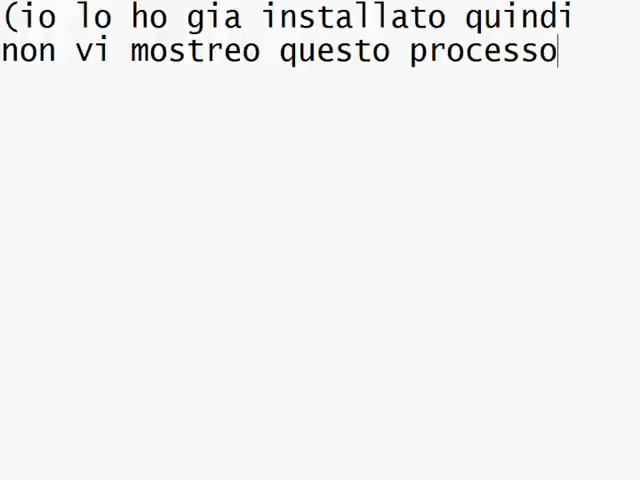 (io lo ho gia installato quindi
non vi mostreo questo processo